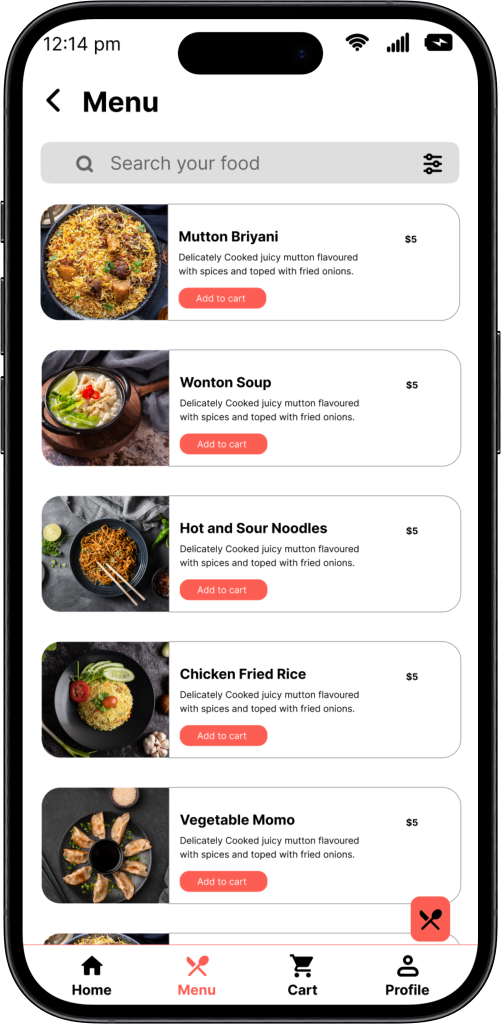 12:14 pm
Menu
Search your food
Mutton Briyani
$5
Delicately Cooked juicy mutton flavoured
with spices and toped with fried onions.
Add to cart
Wonton Soup
$5
Delicately Cooked juicy mutton flavoured
with spices and toped with fried onions.
Add to cart
Hot and Sour Noodles
$5
Delicately Cooked juicy mutton flavoured
with spices and toped with fried onions.
Add to cart
Chicken Fried Rice
$5
Delicately Cooked juicy mutton flavoured
with spices and toped with fried onions.
Add to cart
Vegetable Momo
$5
Delicately Cooked juicy mutton flavoured
with spices and toped with fried onions.
Add to cart
Home
Menu
Cart
Profile